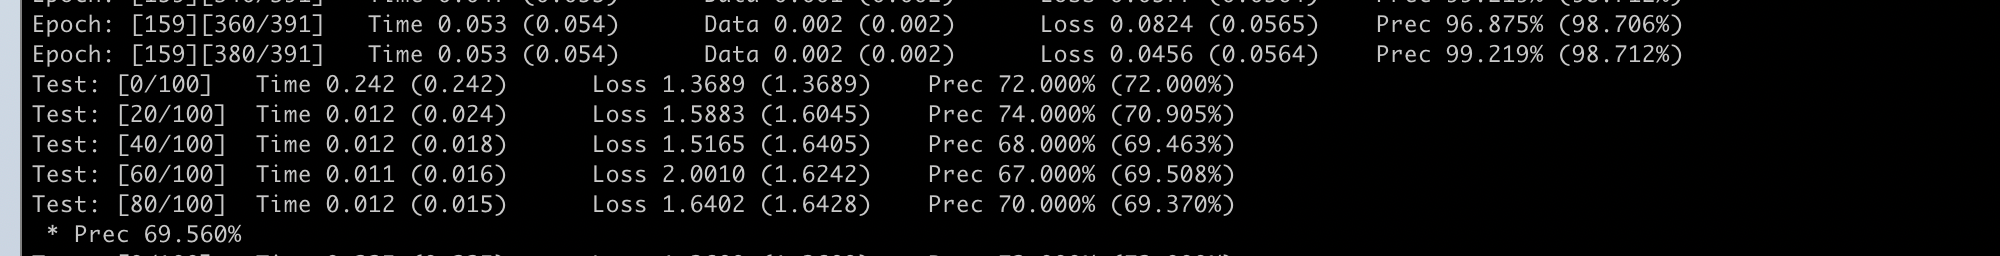 Epoch: [159][360/391]   Time 0.053 (0.054)      Data 0.002 (0.002)      Loss 0.0824 (0.0565)    Prec 96.875% (98.706%)
Epoch: [159][380/391]   Time 0.053 (0.054)      Data 0.002 (0.002)      Loss 0.0456 (0.0564)    Prec 99.219% (98.712%)
Test: [0/100]   Time 0.242 (0.242)      Loss 1.3689 (1.3689)    Prec 72.000% (72.000%)
Test: [20/100]  Time 0.012 (0.024)      Loss 1.5883 (1.6045)    Prec 74.000% (70.905%)
Test: [40/100]  Time 0.012 (0.018)      Loss 1.5165 (1.6405)    Prec 68.000% (69.463%)
Test: [60/100]  Time 0.011 (0.016)      Loss 2.0010 (1.6242)    Prec 67.000% (69.508%)
Test: [80/100]  Time 0.012 (0.015)      Loss 1.6402 (1.6428)    Prec 70.000% (69.370%)
 * Prec 69.560%